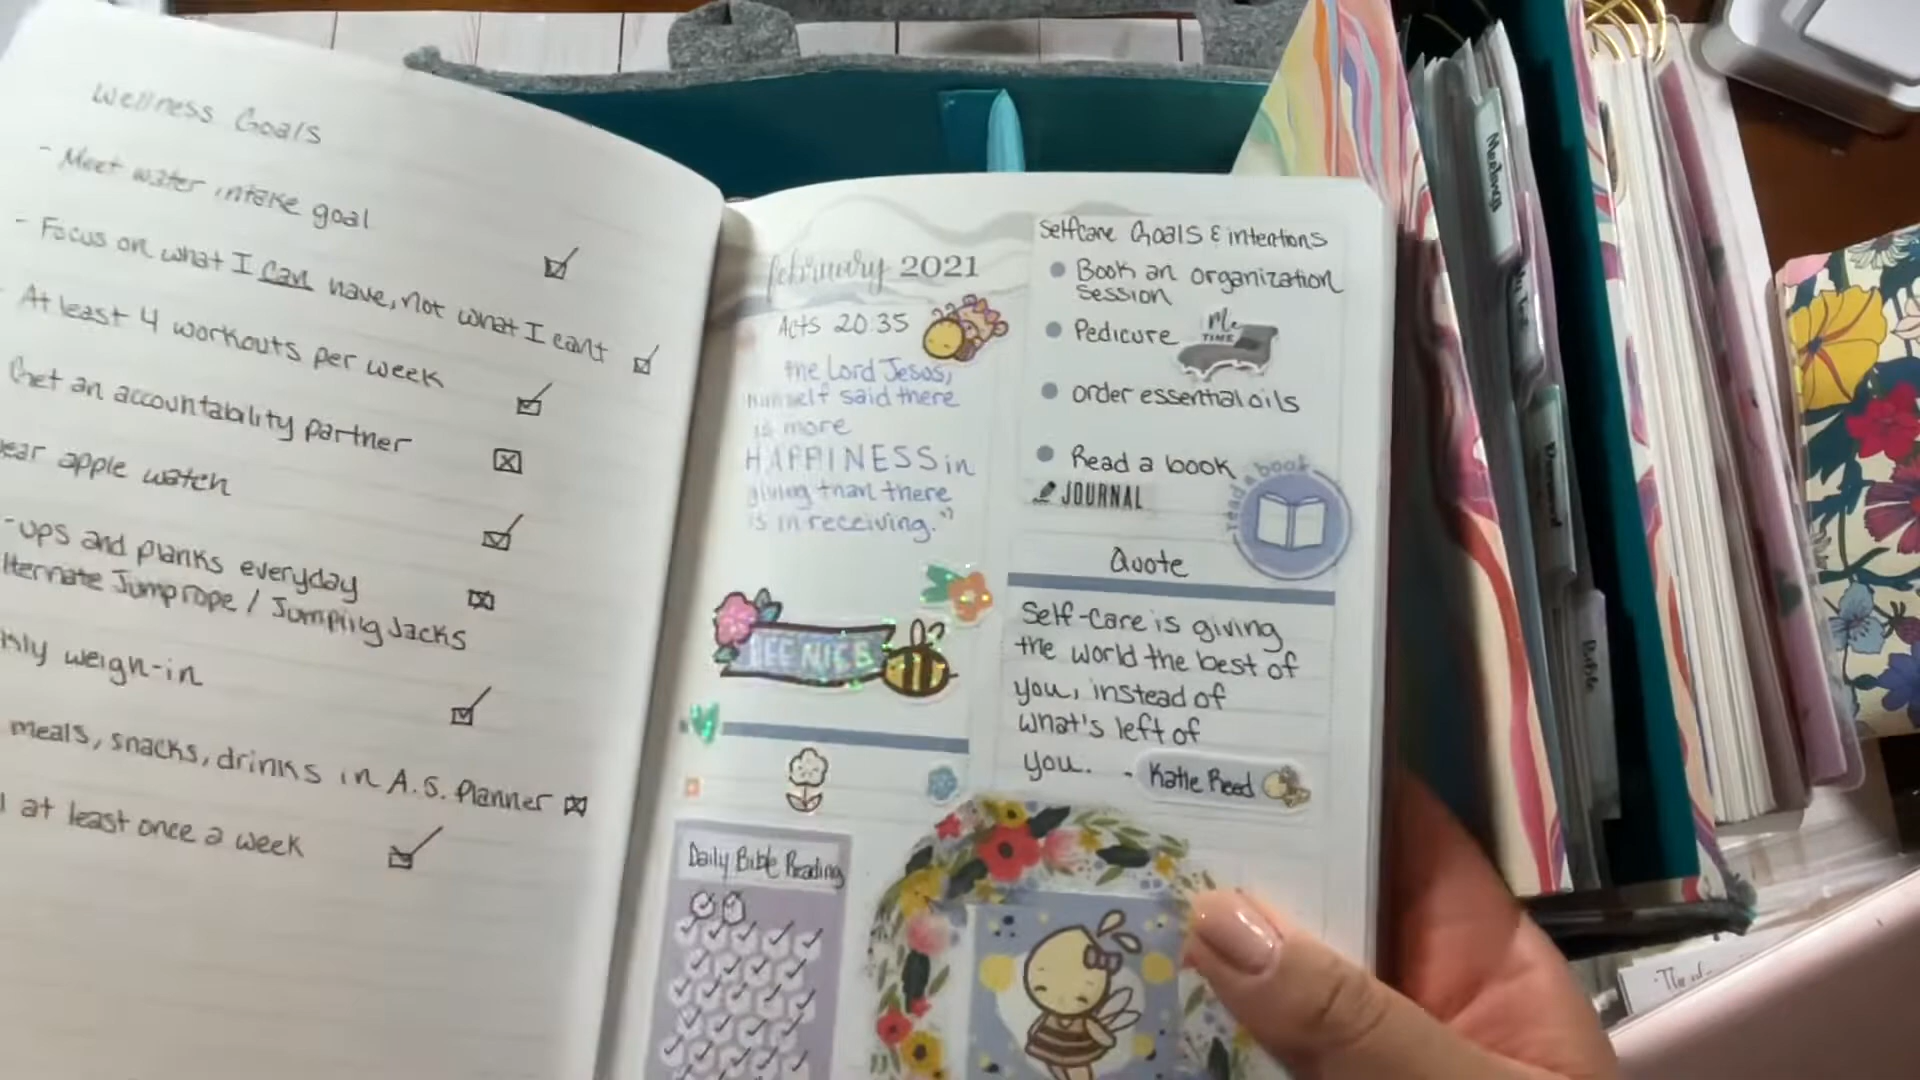 Wellness Goals
- Meet water intake goal
- Focus on what I can have, not what I can't
At least 4 workouts per week
Get an accountability partner
ear apple watch
-ups and planks everyday
lternate Jumprope / Jumping Jacks
kly weigh-in
meals, snacks, drinks in A.S. Planner
at least once a week
february 2021
Acts 20:35
the Lord Jesus,
himself said there
is more
HAPPINESS in
giving than there
is in receiving."
BEE NICE
Daily Bible Reading
Selfcare Goals & intentions
Book an organization
Session
Pedicure
Me
TIME
order essential oils
Read a book
read a book
JOURNAL
Quote
Self-care is giving
the world the best of
you, instead of
what's left of
you. - Katie Reed
Meetings
Bible